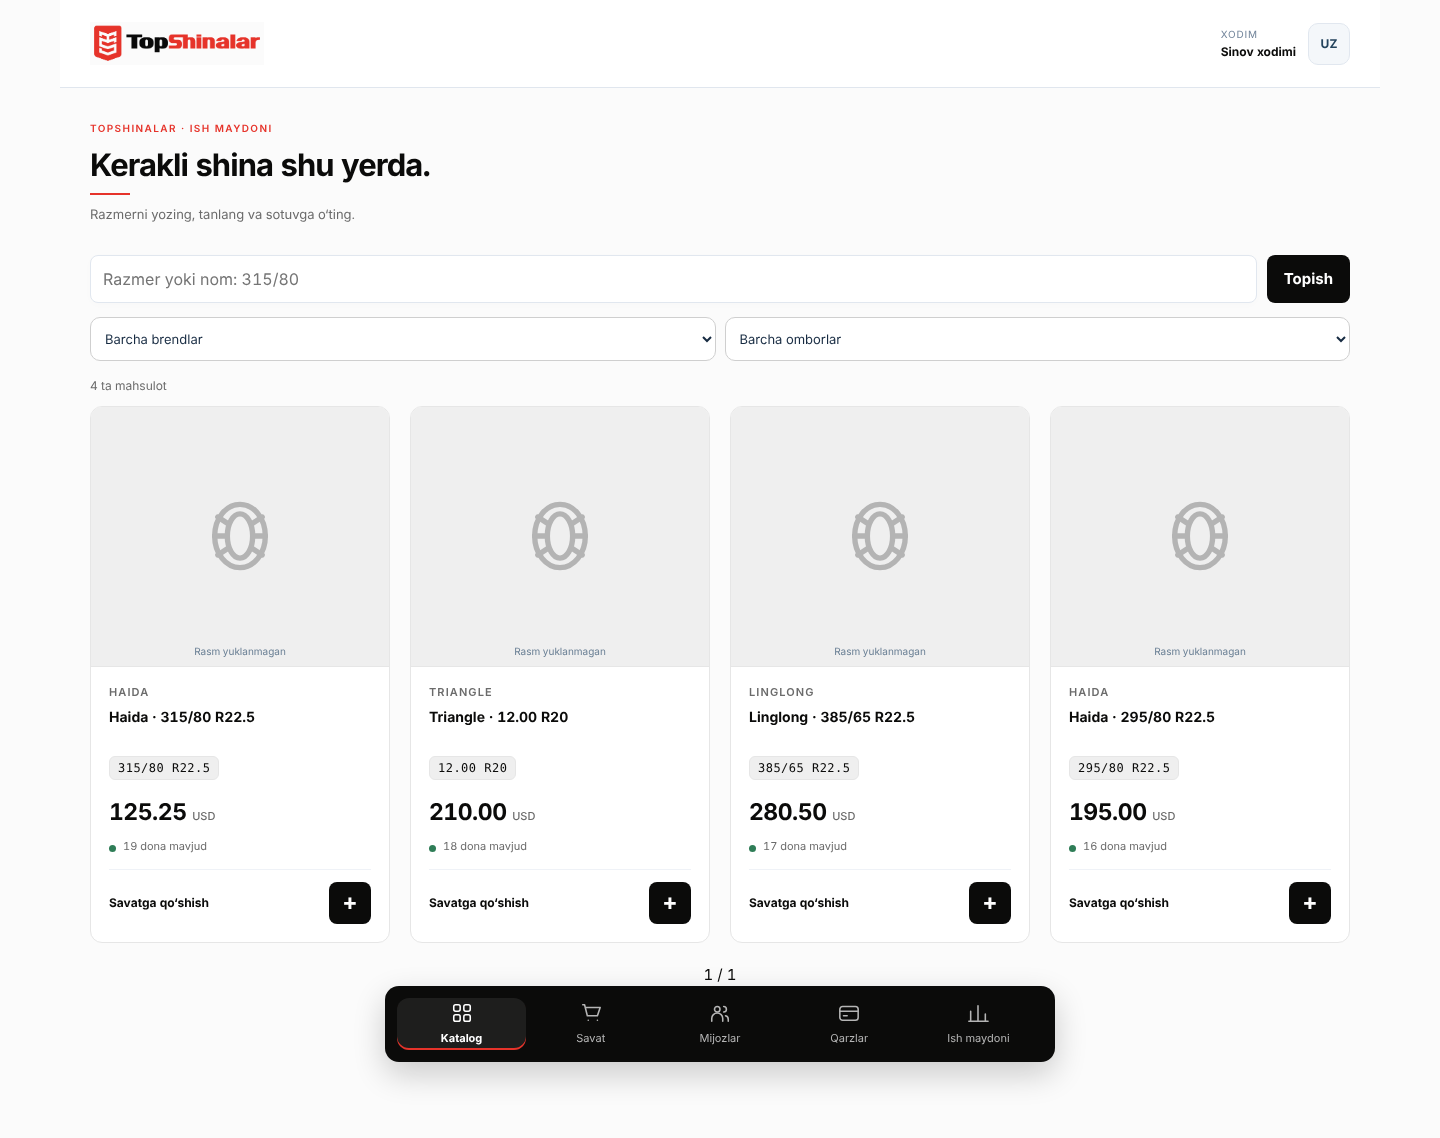 TopShinalar
XODIM
Sinov xodimi
UZ
TOPSHINALAR · ISH MAYDONI
Kerakli shina shu yerda.
Razmerni yozing, tanlang va sotuvga o‘ting.
Razmer yoki nom: 315/80
Topish
Barcha brendlar
Barcha omborlar
4 ta mahsulot
Rasm yuklanmagan
HAIDA
Haida · 315/80 R22.5
315/80 R22.5
125.25 USD
19 dona mavjud
Savatga qo‘shish
+
Rasm yuklanmagan
TRIANGLE
Triangle · 12.00 R20
12.00 R20
210.00 USD
18 dona mavjud
Savatga qo‘shish
+
Rasm yuklanmagan
LINGLONG
Linglong · 385/65 R22.5
385/65 R22.5
280.50 USD
17 dona mavjud
Savatga qo‘shish
+
Rasm yuklanmagan
HAIDA
Haida · 295/80 R22.5
295/80 R22.5
195.00 USD
16 dona mavjud
Savatga qo‘shish
+
1 / 1
Katalog
Savat
Mijozlar
Qarzlar
Ish maydoni